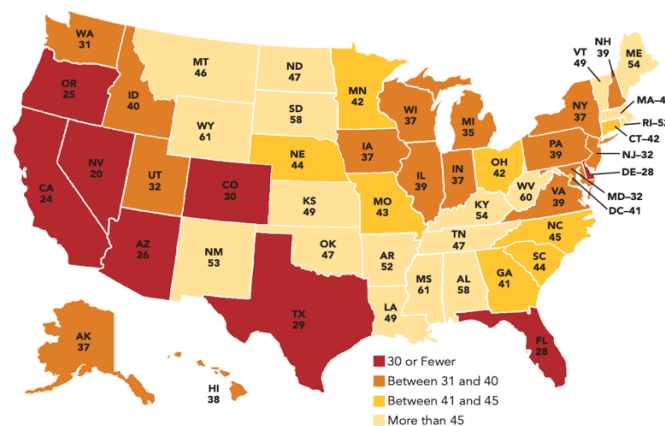 WA
31
OR
25
ID
40
MT
46
ND
47
MN
42
SD
58
WY
61
WI
37
MI
35
VT
49
NH
39
ME
54
NY
37
RI–52
CT–42
PA
39
NJ–32
DE–28
MD–32
DC–41
NV
20
UT
32
CO
30
NE
44
IA
37
IL
39
IN
37
OH
42
WV
60
VA
39
CA
24
AZ
26
NM
53
KS
49
MO
43
KY
54
TN
47
NC
45
SC
44
OK
47
AR
52
MS
61
AL
58
GA
41
TX
29
LA
49
FL
28
AK
37
HI
38
30 or Fewer
Between 31 and 40
Between 41 and 45
More than 45